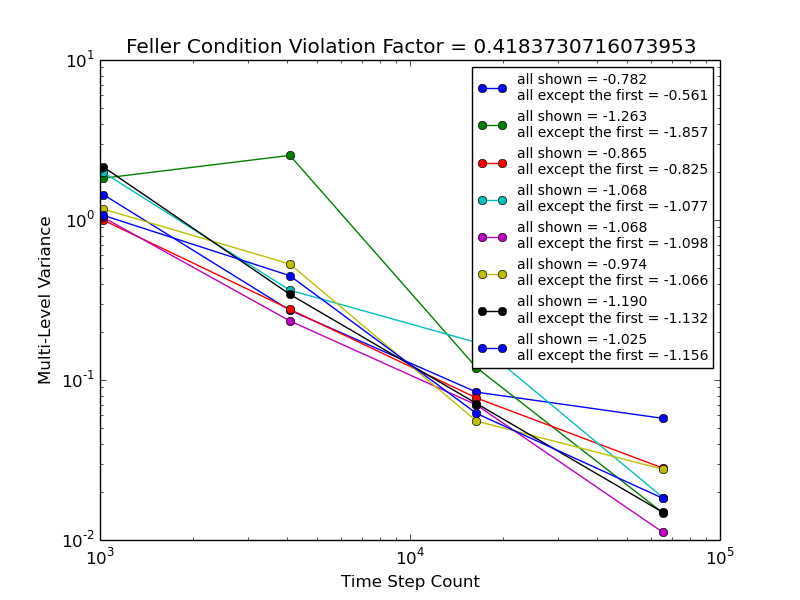 Feller Condition Violation Factor = 0.4183730716073953
10^1
10^0
10^-1
10^-2
Multi-Level Variance
all shown = -0.782
all except the first = -0.561
all shown = -1.263
all except the first = -1.857
all shown = -0.865
all except the first = -0.825
all shown = -1.068
all except the first = -1.077
all shown = -1.068
all except the first = -1.098
all shown = -0.974
all except the first = -1.066
all shown = -1.190
all except the first = -1.132
all shown = -1.025
all except the first = -1.156
10^3
10^4
10^5
Time Step Count